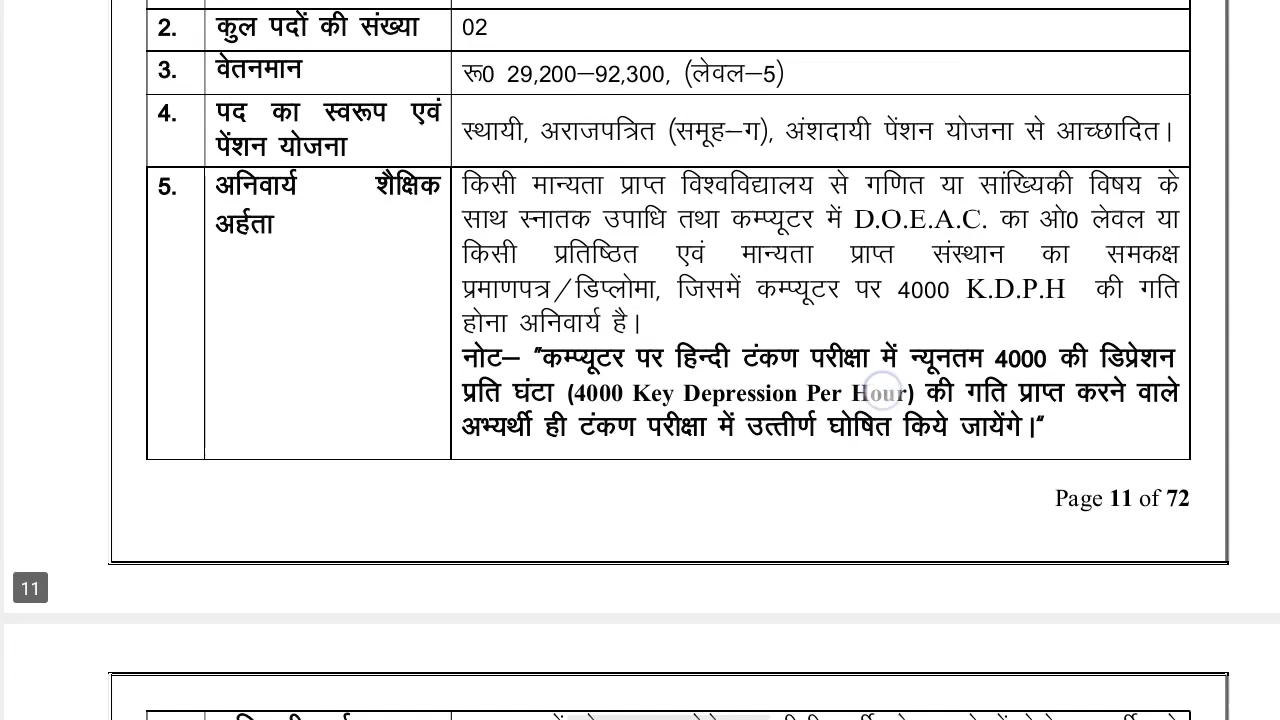 2. कुल पदों की संख्या 02
3. वेतनमान रू0 29,200–92,300, (लेवल–5)
4. पद का स्वरूप एवं पेंशन योजना स्थायी, अराजपत्रित (समूह–ग), अंशदायी पेंशन योजना से आच्छादित।
5. अनिवार्य शैक्षिक अर्हता
किसी मान्यता प्राप्त विश्वविद्यालय से गणित या सांख्यिकी विषय के
साथ स्नातक उपाधि तथा कम्प्यूटर में D.O.E.A.C. का ओ0 लेवल या
किसी प्रतिष्ठित एवं मान्यता प्राप्त संस्थान का समकक्ष
प्रमाणपत्र/डिप्लोमा, जिसमें कम्प्यूटर पर 4000 K.D.P.H की गति
होना अनिवार्य है।
नोट– "कम्प्यूटर पर हिन्दी टंकण परीक्षा में न्यूनतम 4000 की डिप्रेशन
प्रति घंटा (4000 Key Depression Per Hour) की गति प्राप्त करने वाले
अभ्यर्थी ही टंकण परीक्षा में उत्तीर्ण घोषित किये जायेंगे।"
Page 11 of 72
11